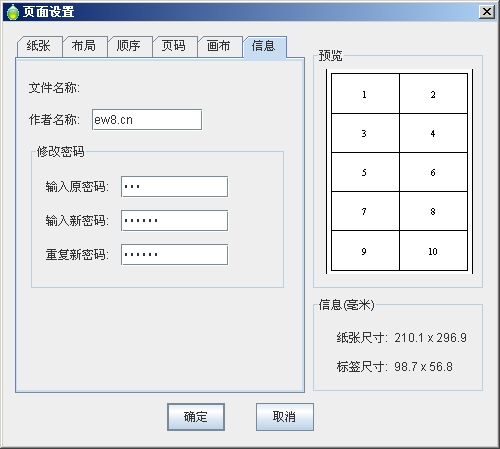 页面设置
纸张 布局 顺序 页码 画布 信息
文件名称:
作者名称: ew8.cn
修改密码
输入原密码: •••
输入新密码: ••••••
重复新密码: ••••••
预览
1 2
3 4
5 6
7 8
9 10
信息(毫米)
纸张尺寸: 210.1 x 296.9
标签尺寸: 98.7 x 56.8
确定 取消